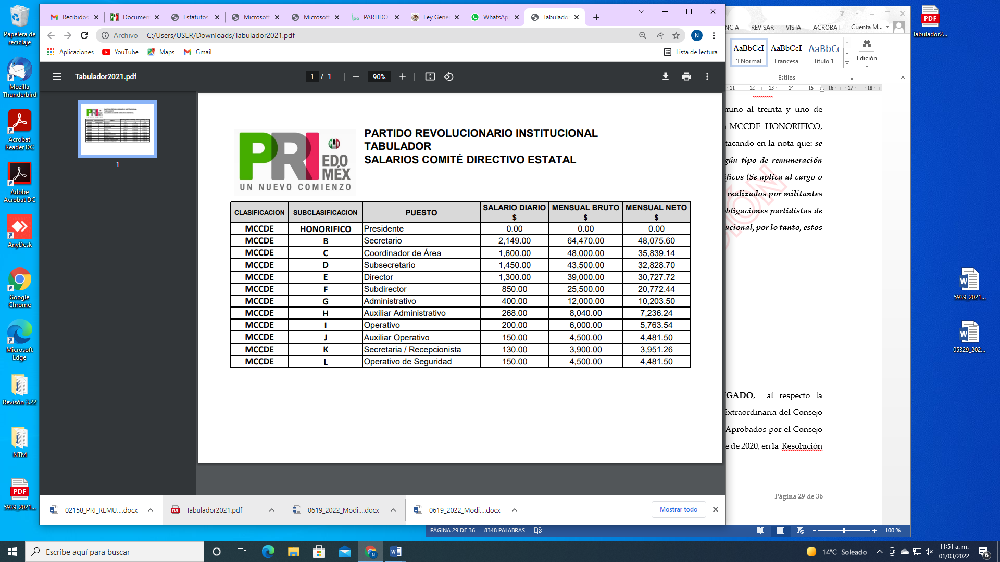 Papelera de
reciclaje
Mozilla
Thunderbird
Acrobat
Reader DC
Adobe
Acrobat DC
AnyDesk
Google
Chrome
Microsoft
Edge
Revisón 3.22
NTM
5939_2021...
Recibidos
Documen
Estatutos
Microsoft
Microsoft
PARTIDO
Ley Gene
WhatsAp
Tabulador
Archivo
C:/Users/USER/Downloads/Tabulador2021.pdf
N
Aplicaciones
YouTube
Maps
Gmail
Lista de lectura
Tabulador2021.pdf
1 / 1
90%
1
PRI EDO MÉX
UN NUEVO COMIENZO
PARTIDO REVOLUCIONARIO INSTITUCIONAL
TABULADOR
SALARIOS COMITÉ DIRECTIVO ESTATAL
CLASIFICACION SUBCLASIFICACION PUESTO SALARIO DIARIO $ MENSUAL BRUTO $ MENSUAL NETO $
MCCDE HONORIFICO Presidente 0.00 0.00 0.00
MCCDE B Secretario 2,149.00 64,470.00 48,075.60
MCCDE C Coordinador de Área 1,600.00 48,000.00 35,839.14
MCCDE D Subsecretario 1,450.00 43,500.00 32,828.70
MCCDE E Director 1,300.00 39,000.00 30,727.72
MCCDE F Subdirector 850.00 25,500.00 20,772.44
MCCDE G Administrativo 400.00 12,000.00 10,203.50
MCCDE H Auxiliar Administrativo 268.00 8,040.00 7,236.24
MCCDE I Operativo 200.00 6,000.00 5,763.54
MCCDE J Auxiliar Operativo 150.00 4,500.00 4,481.50
MCCDE K Secretaria / Recepcionista 130.00 3,900.00 3,951.26
MCCDE L Operativo de Seguridad 150.00 4,500.00 4,481.50
02158_PRI_REMU....docx
Tabulador2021.pdf
0619_2022_Modi....docx
0619_2022_Modi....docx
Mostrar todo
NCIA REVISAR VISTA ACROBAT Cuenta M...
AaBbCcI AaBbCcI AaBbCc
¶ Normal Francesa Título 1
Edición
Estilos
11 12 13 14 15 16 17 18
mino al treinta y uno de
MCCDE- HONORIFICO,
tacando en la nota que: se
gún tipo de remuneración
ficos (Se aplica al cargo o
realizados por militantes
bligaciones partidistas de
ucional, por lo tanto, estos
IGADO, al respecto la
Extraordinaria del Consejo
Aprobados por el Consejo
e de 2020, en la Resolución
Página 29 de 36
PÁGINA 29 DE 36 8348 PALABRAS
100 %
Tabulador2...
5939_2021...
05329_202...
Escribe aquí para buscar
14°C Soleado
11:51 a. m.
01/03/2022
6